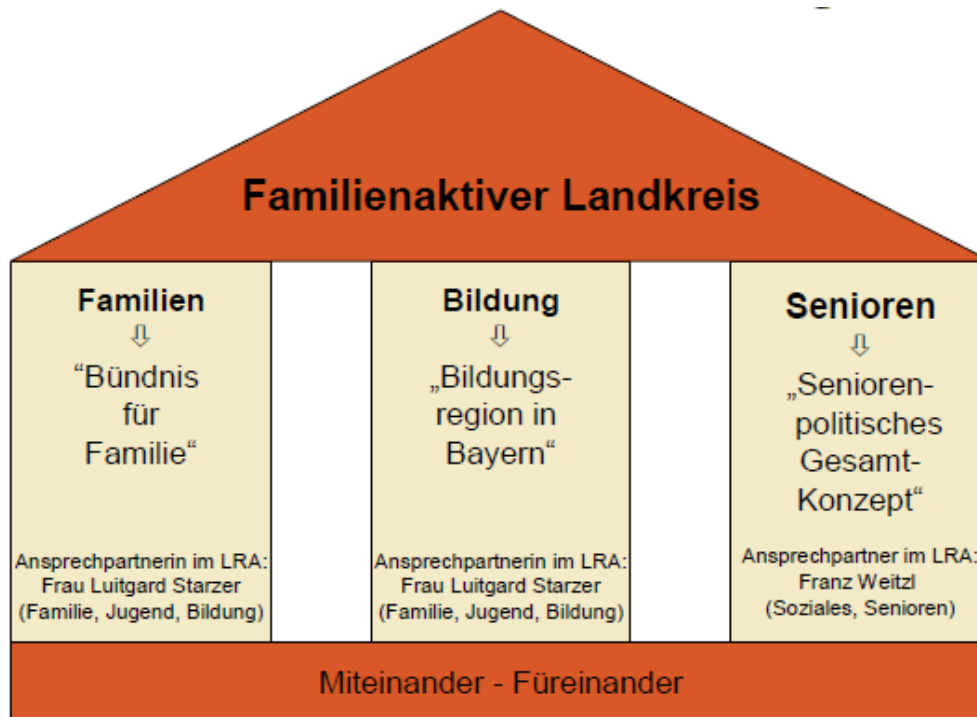 Familienaktiver Landkreis
Familien
⇩
“Bündnis
für
Familie“
Ansprechpartnerin im LRA:
Frau Luitgard Starzer
(Familie, Jugend, Bildung)
Bildung
⇩
„Bildungs-
region in
Bayern“
Ansprechpartnerin im LRA:
Frau Luitgard Starzer
(Familie, Jugend, Bildung)
Senioren
⇩
„Senioren-
politisches
Gesamt-
Konzept“
Ansprechpartner im LRA:
Franz Weitzl
(Soziales, Senioren)
Miteinander - Füreinander